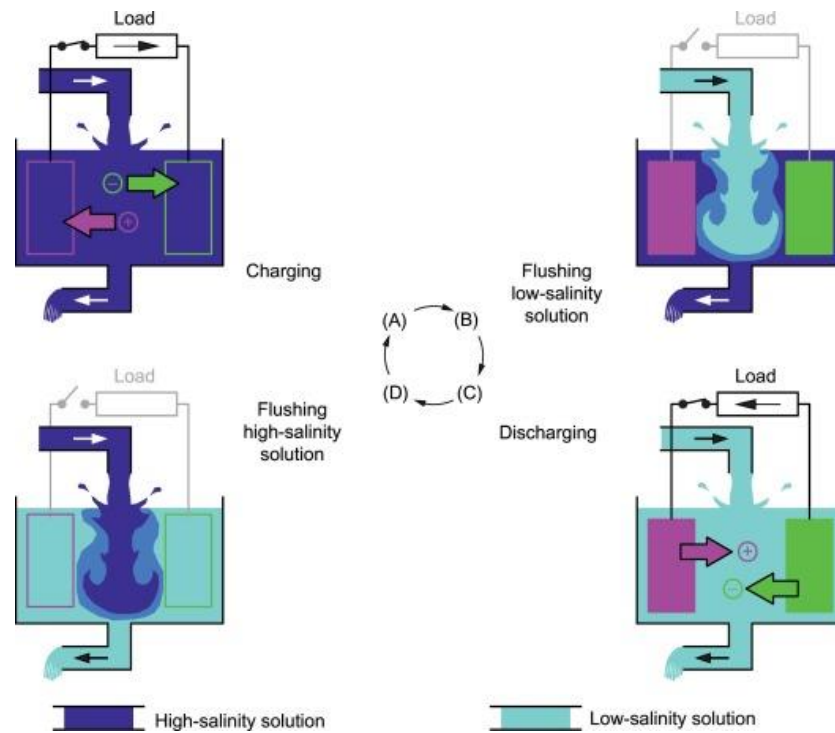 Load
Load
Charging
Flushing
low-salinity
solution
(A)
(B)
(D)
(C)
Load
Flushing
high-salinity
solution
Discharging
Load
High-salinity solution
Low-salinity solution